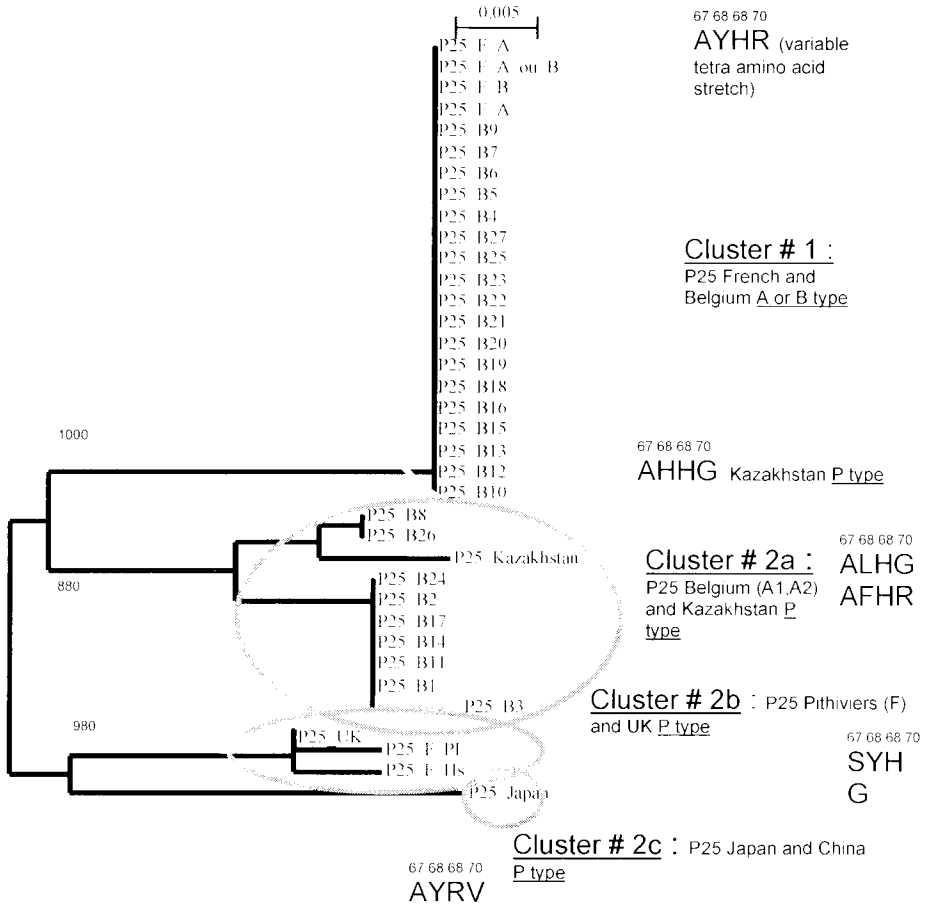 0.005
67 68 68 70
AYHR (variable
tetra amino acid
stretch)
P25 F A
P25 F A ou B
P25 F B
P25 F A
P25 B9
P25 B7
P25 B6
P25 B5
P25 B4
P25 B27
P25 B25
P25 B23
P25 B22
P25 B21
P25 B20
P25 B19
P25 B18
P25 B16
P25 B15
P25 B13
P25 B12
P25 B10
Cluster # 1 :
P25 French and
Belgium A or B type
1000
67 68 68 70
AHHG Kazakhstan P type
P25 B8
P25 B26
P25 Kazakhstan
P25 B24
P25 B2
P25 B17
P25 B14
P25 B11
P25 B1
P25 B3
880
Cluster # 2a :
P25 Belgium (A1,A2)
and Kazakhstan P
type
67 68 68 70
ALHG
AFHR
Cluster # 2b : P25 Pithiviers (F)
and UK P type
980
P25_UK
P25 F Pl
P25 F Hs
P25 Japan
67 68 68 70
SYH
G
Cluster # 2c : P25 Japan and China
P type
67 68 68 70
AYRV